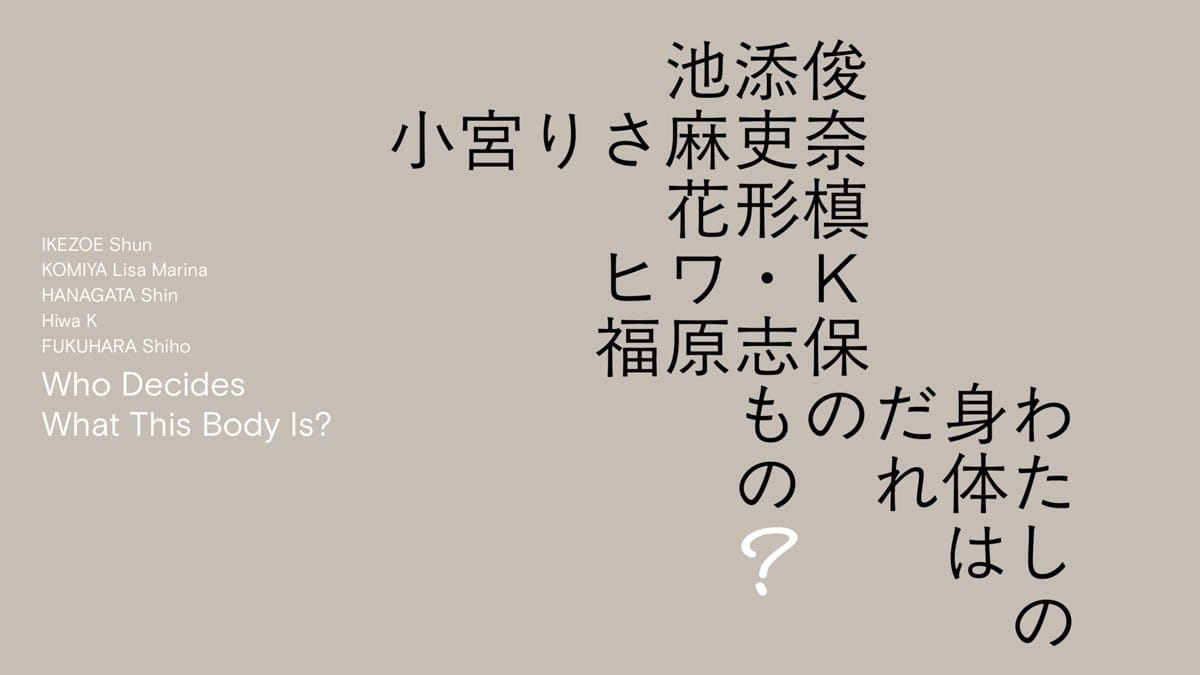 池添俊
小宮りさ麻吏奈
花形槙
ヒワ・K
福原志保
わたしの
身体は
だれ
の
もの?
IKEZOE Shun
KOMIYA Lisa Marina
HANAGATA Shin
Hiwa K
FUKUHARA Shiho
Who Decides
What This Body Is?